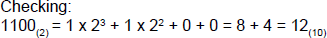 Checking:
1100₍₂₎ = 1 x 2³ + 1 x 2² + 0 + 0 = 8 + 4 = 12₍₁₀₎